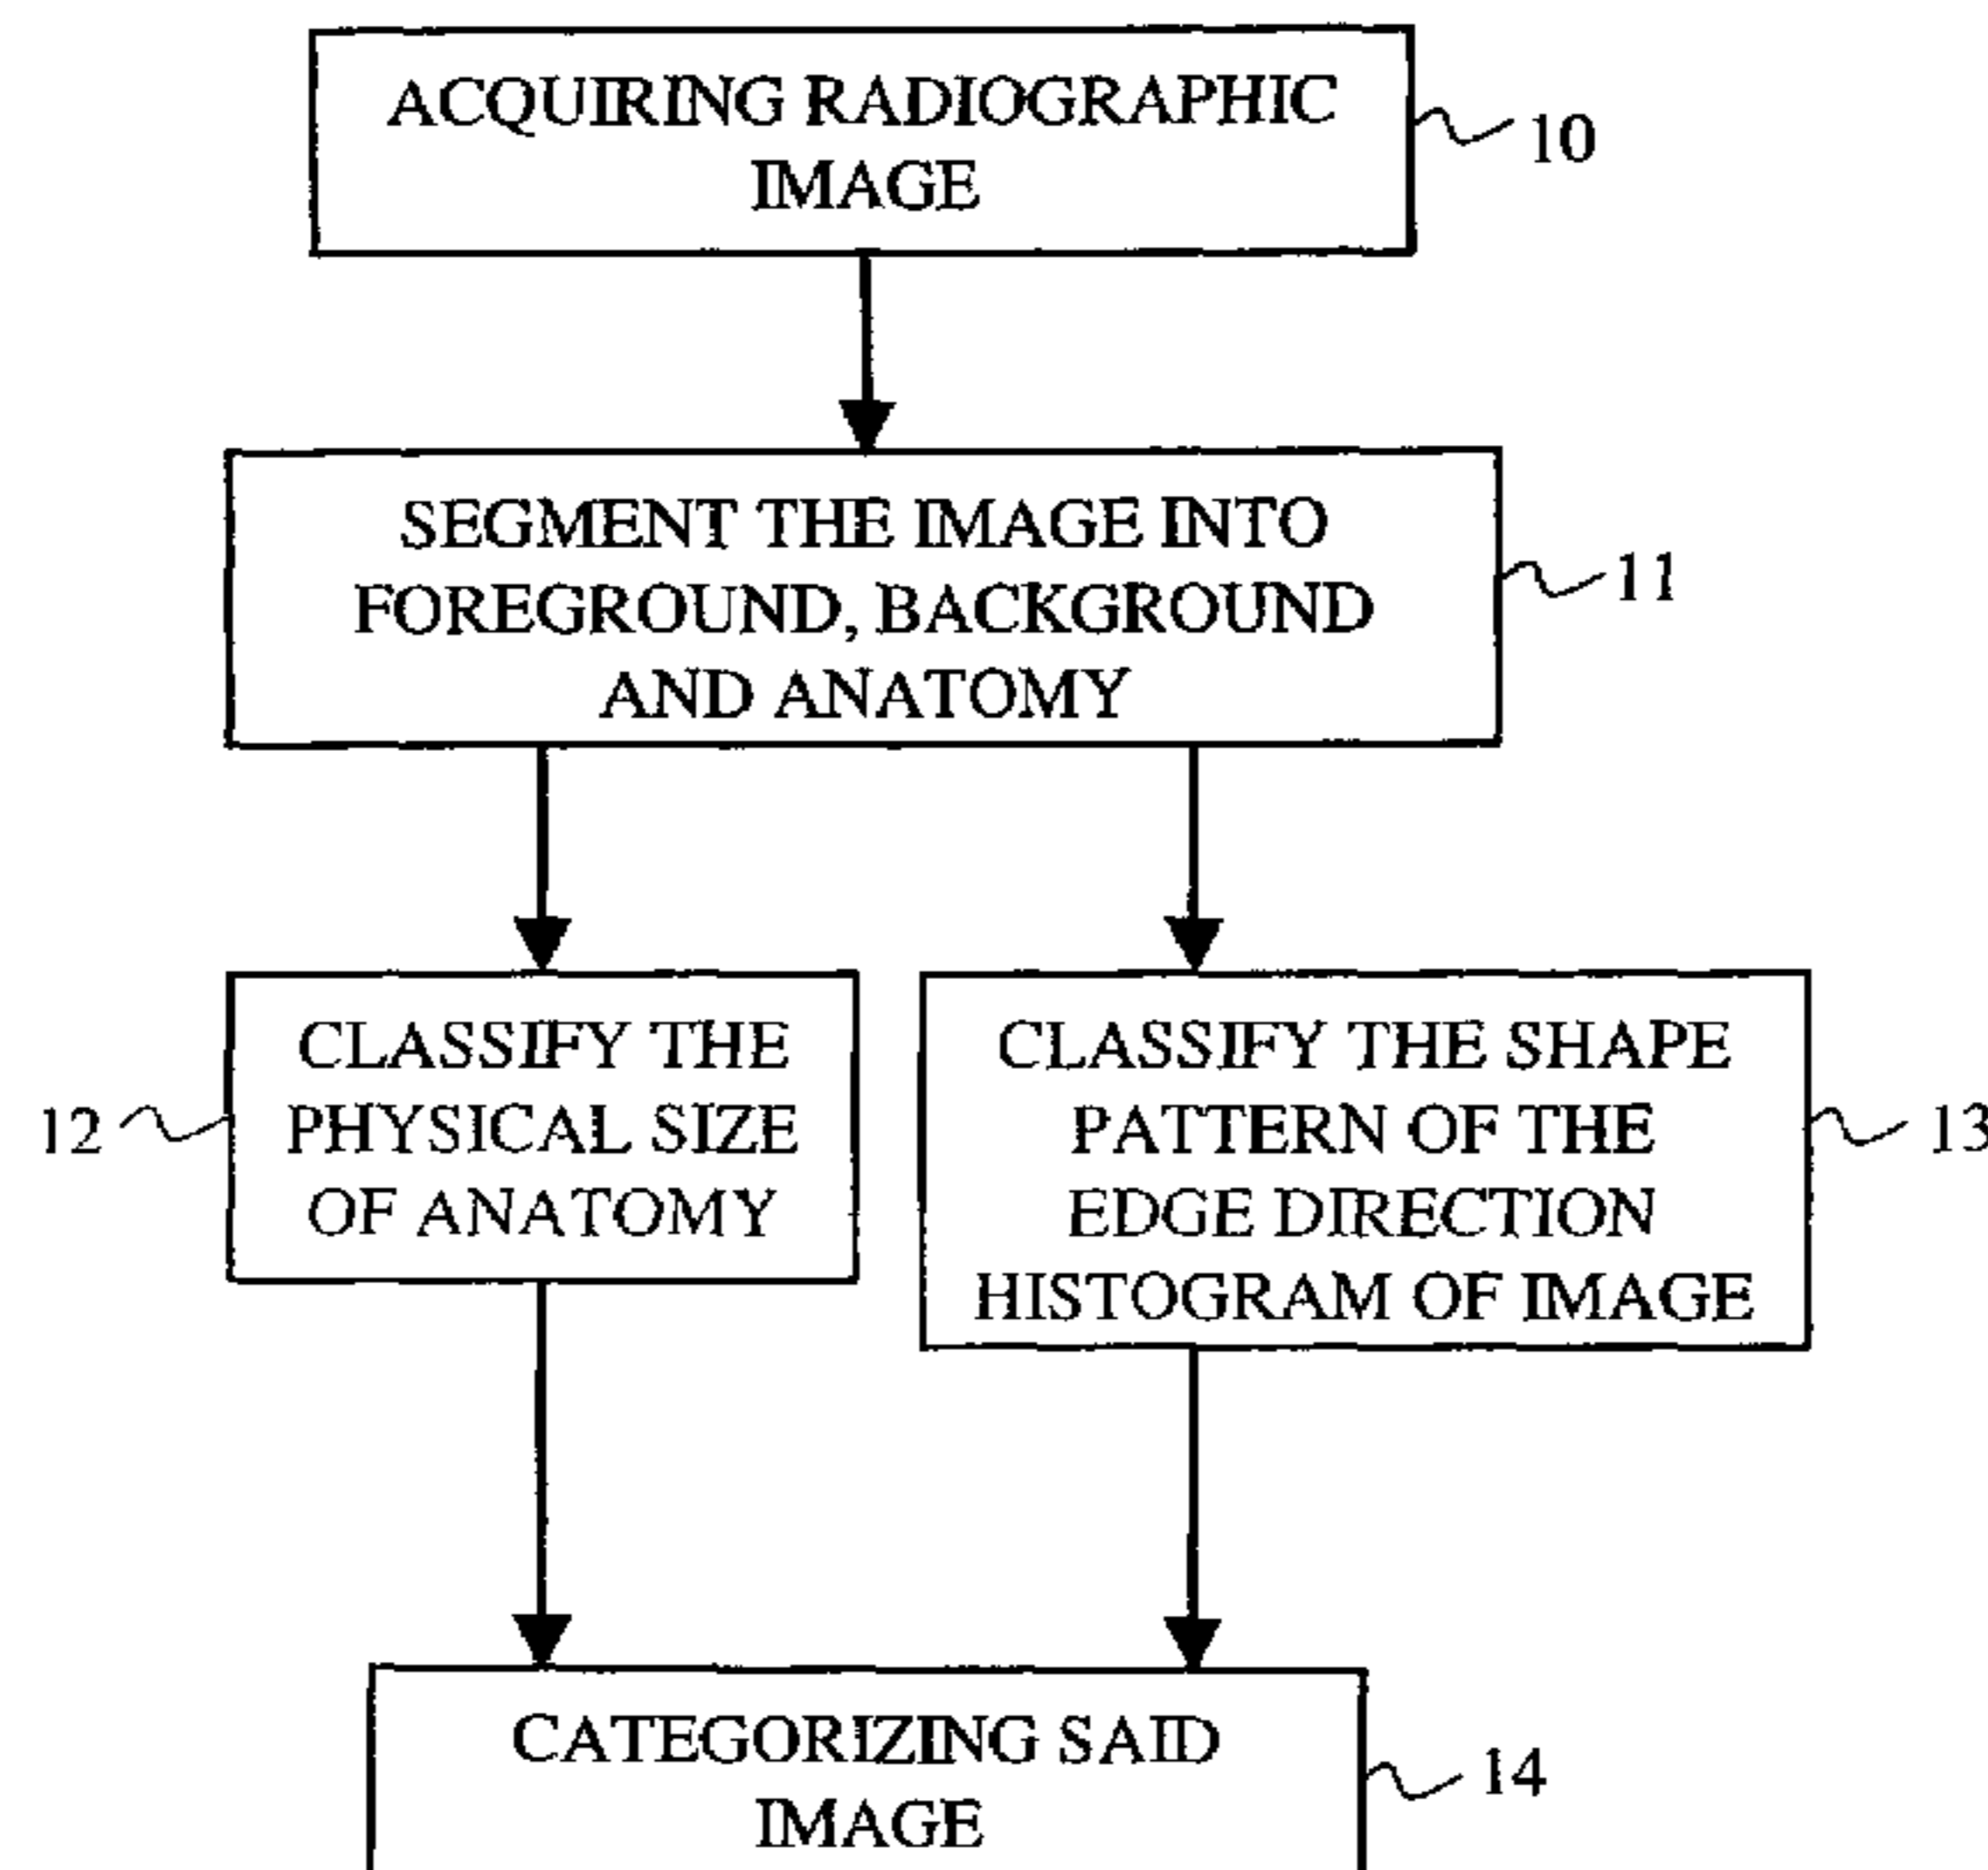 ACQUIRING RADIOGRAPHIC
IMAGE
10
SEGMENT THE IMAGE INTO
FOREGROUND, BACKGROUND
AND ANATOMY
11
CLASSIFY THE
PHYSICAL SIZE
OF ANATOMY
12
CLASSIFY THE SHAPE
PATTERN OF THE
EDGE DIRECTION
HISTOGRAM OF IMAGE
13
CATEGORIZING SAID
IMAGE
14